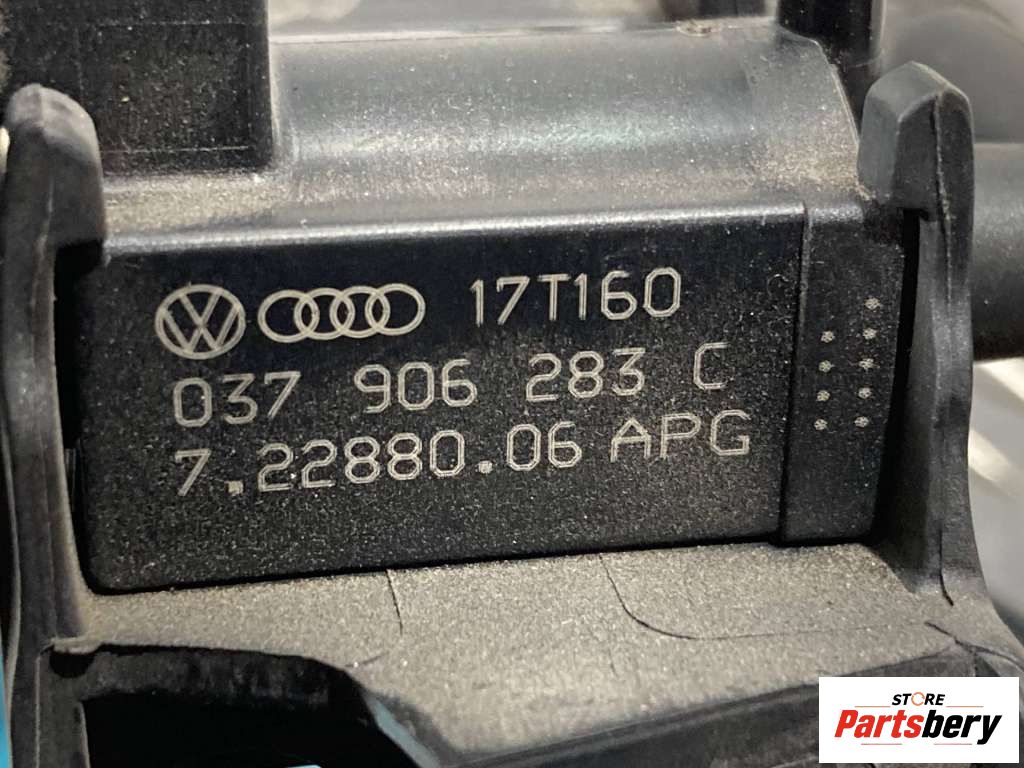 17T160
037 906 283 C
7.22880.06 APG
STORE
Partsbery